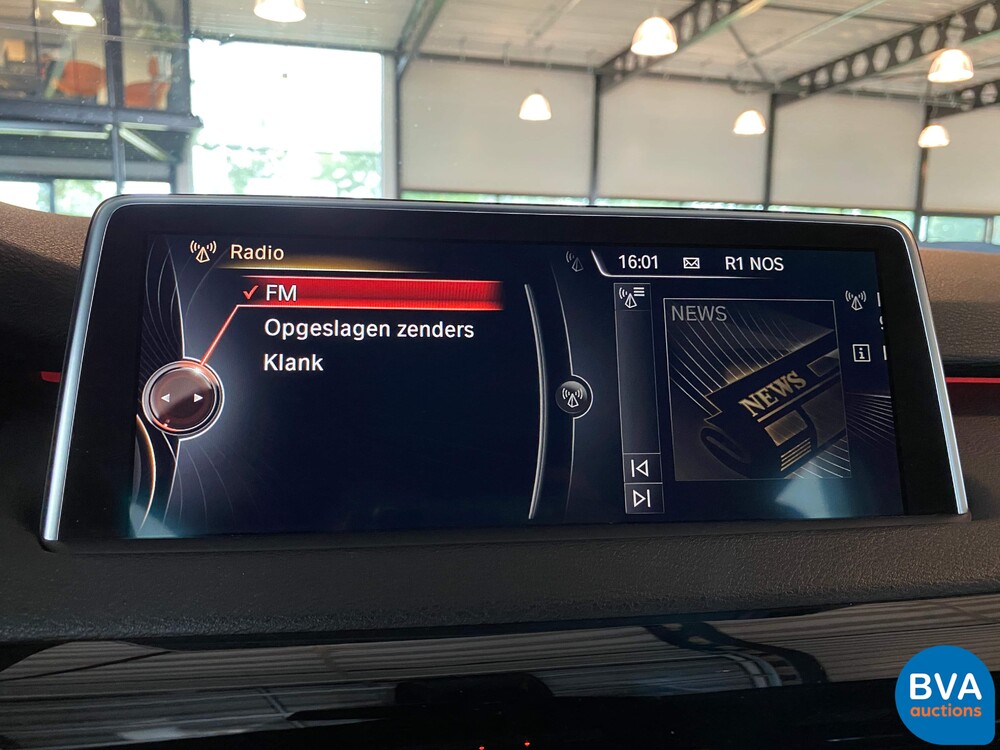 Radio
FM
Opgeslagen zenders
Klank
16:01 R1 NOS
NEWS
NEWS
BVA
auctions